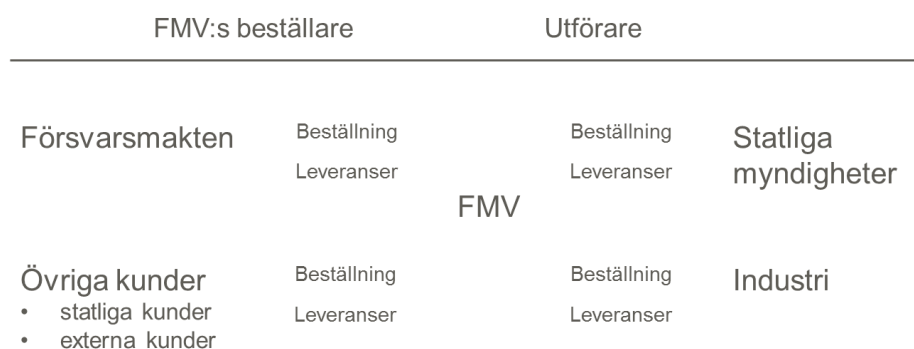 FMV:s beställare Utförare
Försvarsmakten Beställning Beställning Statliga
Leveranser Leveranser myndigheter
FMV
Övriga kunder Beställning Beställning Industri
• statliga kunder Leveranser Leveranser
• externa kunder